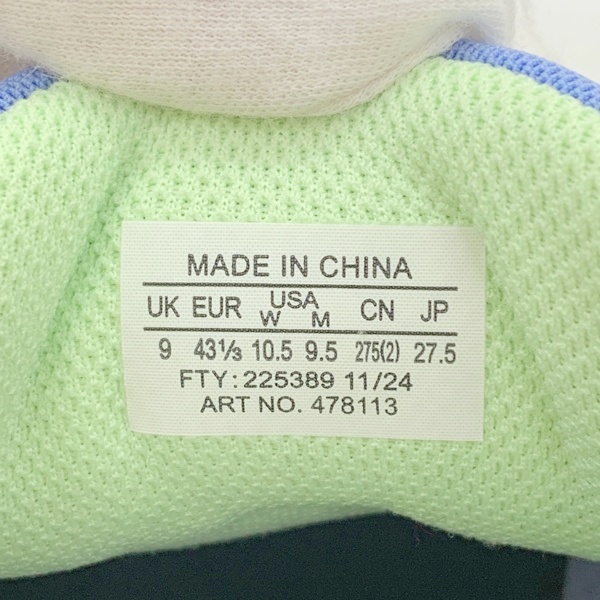 MADE IN CHINA
UK EUR USA W M CN JP
9 43⅓ 10.5 9.5 275(2) 27.5
FTY: 225389 11/24
ART NO. 478113